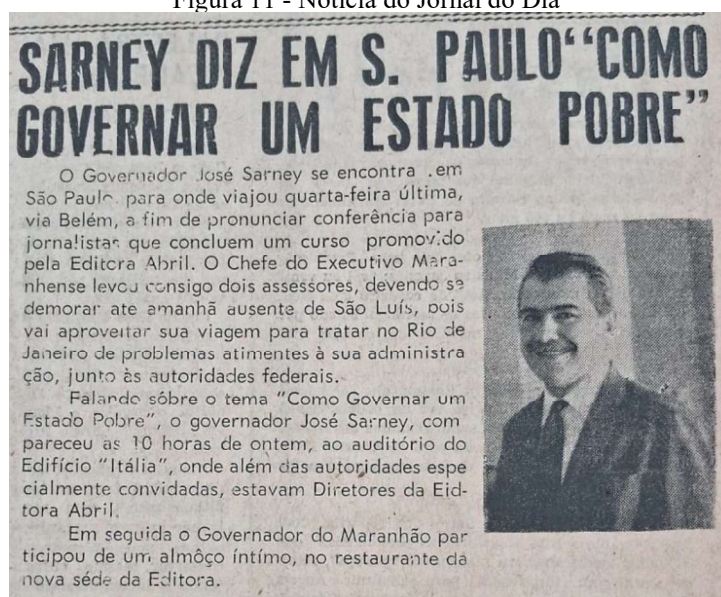 Figura 11 - Notícia do Jornal do Dia
SARNEY DIZ EM S. PAULO “COMO
GOVERNAR UM ESTADO POBRE”
O Governador José Sarney se encontra .em
São Paulo, para onde viajou quarta-feira última,
via Belém, a fim de pronunciar conferência para
jornalistas que concluem um curso promovido
pela Editora Abril. O Chefe do Executivo Mara-
nhense levou consigo dois assessores, devendo se
demorar ate amanhã ausente de São Luís, pois
vai aproveitar sua viagem para tratar no Rio de
Janeiro de problemas atimentes à sua administra
ção, junto às autoridades federais.
Falando sôbre o tema "Como Governar um
Estado Pobre", o governador José Sarney, com
pareceu as 10 horas de ontem, ao auditório do
Edifício "Itália", onde além das autoridades espe
cialmente convidadas, estavam Diretores da Eid-
tora Abril.
Em seguida o Governador do Maranhão par
ticipou de um almôço íntimo, no restaurante da
nova séde da Editora.